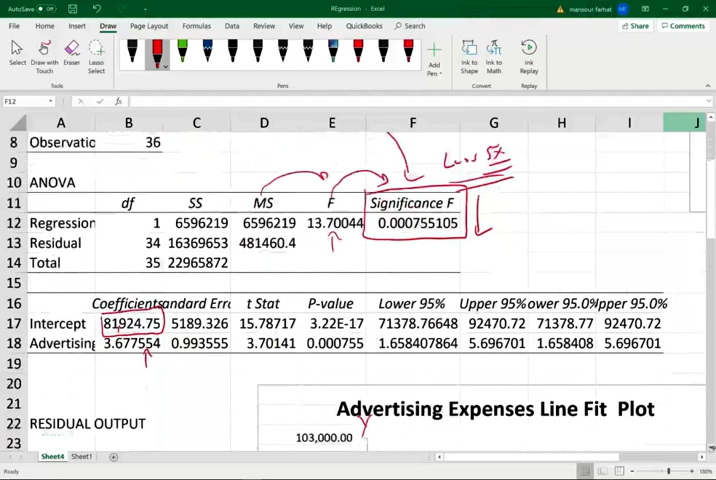 AutoSave Off REgression - Excel mansour farhat MF
File Home Insert Draw Page Layout Formulas Data Review View Help QuickBooks Search Share Comments
Select Draw with Touch Eraser Lasso Select Add Pen Ink to Shape Ink to Math Ink Replay
Tools Pens Convert Replay
F12 fx
A B C D E F G H I J
8 Observatio 36
9
10 ANOVA Less 5%
11 df SS MS F Significance F
12 Regression 1 6596219 6596219 13.70044 0.000755105
13 Residual 34 16369653 481460.4
14 Total 35 22965872
15
16 Coefficients andard Erro t Stat P-value Lower 95% Upper 95% ower 95.0% pper 95.0%
17 Intercept 81924.75 5189.326 15.78717 3.22E-17 71378.76648 92470.72 71378.77 92470.72
18 Advertising 3.677554 0.993555 3.70141 0.000755 1.658407864 5.696701 1.658408 5.696701
19
20
21 Advertising Expenses Line Fit Plot
22 RESIDUAL OUTPUT Y
23 103,000.00
Sheet4 Sheet1
Ready 100%